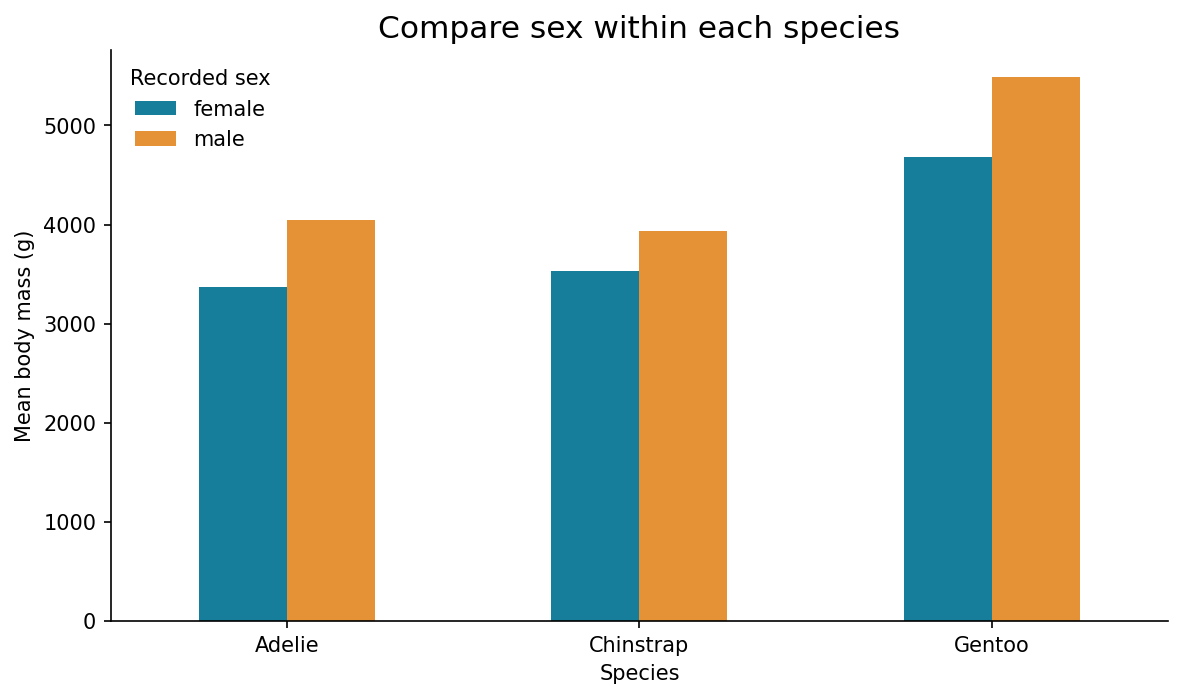 Compare sex within each species
Recorded sex
female
male
Mean body mass (g)
5000
4000
3000
2000
1000
0
Adelie
Chinstrap
Gentoo
Species